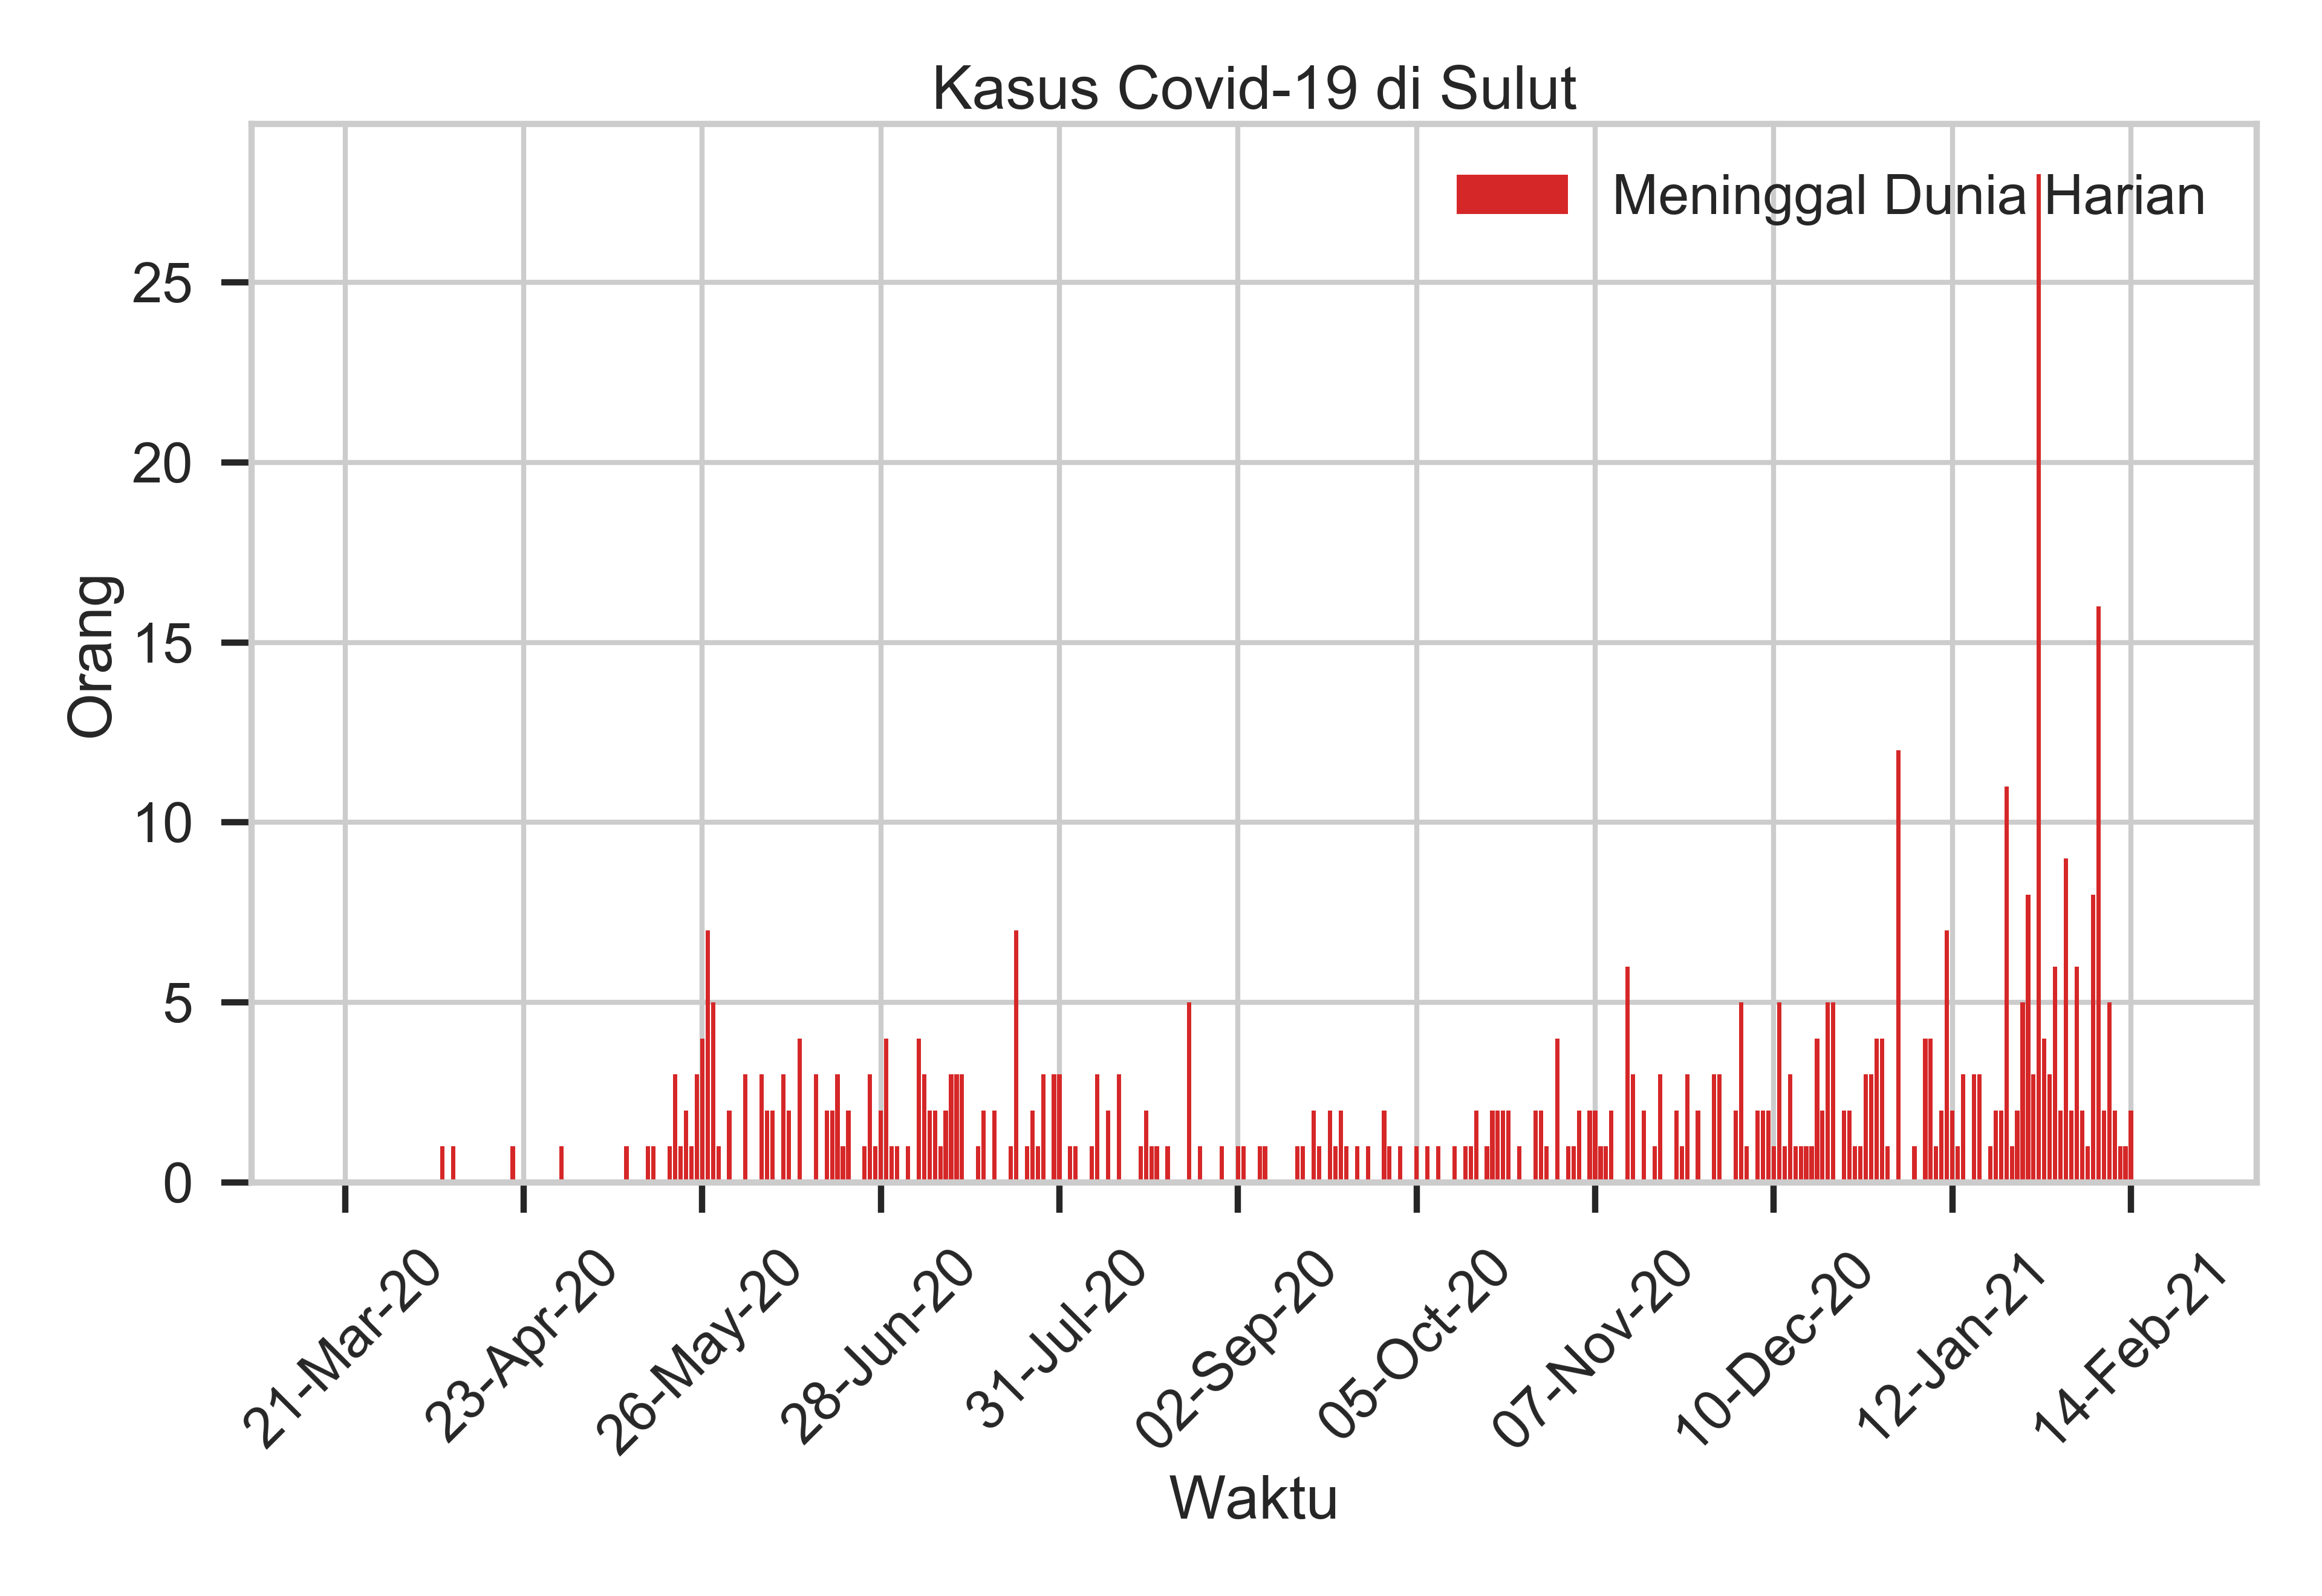 Kasus Covid-19 di Sulut
Meninggal Dunia Harian
25
20
15
10
5
0
Orang
21-Mar-20
23-Apr-20
26-May-20
28-Jun-20
31-Jul-20
02-Sep-20
05-Oct-20
07-Nov-20
10-Dec-20
12-Jan-21
14-Feb-21
Waktu